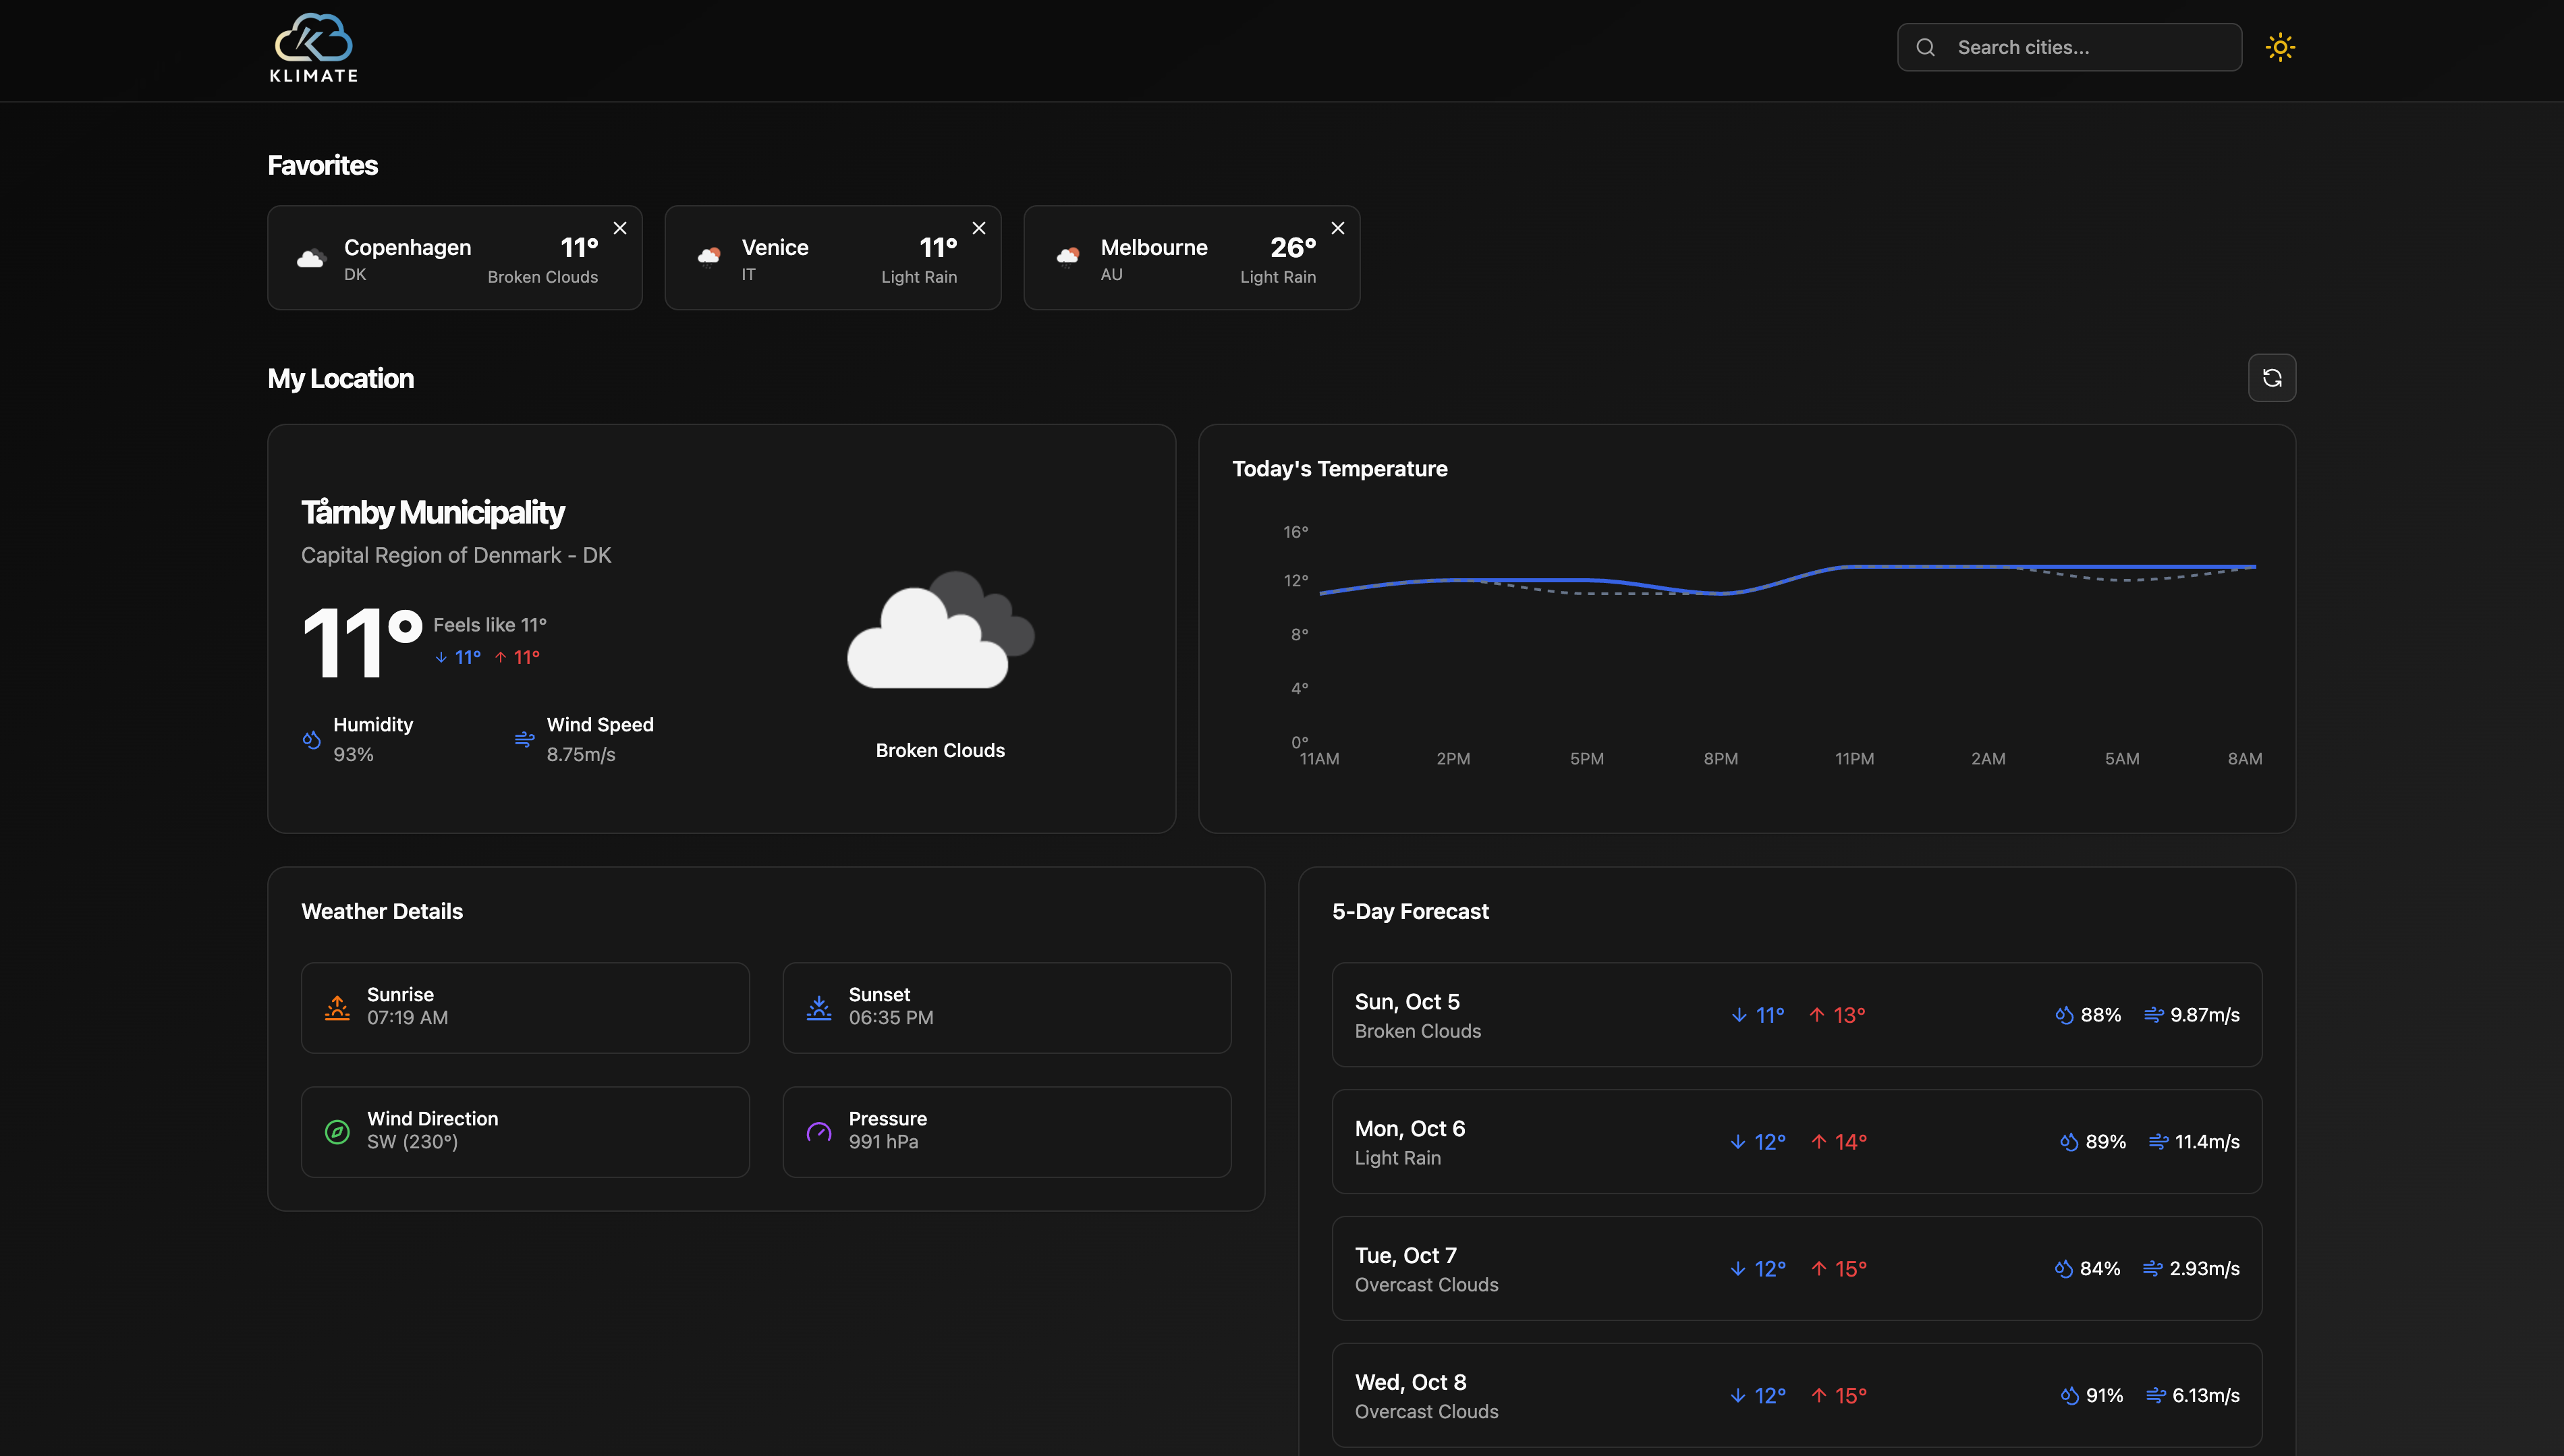 KLIMATE
Search cities...
Favorites
Copenhagen 11°
DK Broken Clouds
Venice 11°
IT Light Rain
Melbourne 26°
AU Light Rain
My Location
Tårnby Municipality
Capital Region of Denmark - DK
11°
Feels like 11°
11° 11°
Humidity
93%
Wind Speed
8.75m/s
Broken Clouds
Today's Temperature
16°
12°
8°
4°
0°
11AM 2PM 5PM 8PM 11PM 2AM 5AM 8AM
Weather Details
Sunrise
07:19 AM
Sunset
06:35 PM
Wind Direction
SW (230°)
Pressure
991 hPa
5-Day Forecast
Sun, Oct 5
Broken Clouds
11° 13° 88% 9.87m/s
Mon, Oct 6
Light Rain
12° 14° 89% 11.4m/s
Tue, Oct 7
Overcast Clouds
12° 15° 84% 2.93m/s
Wed, Oct 8
Overcast Clouds
12° 15° 91% 6.13m/s